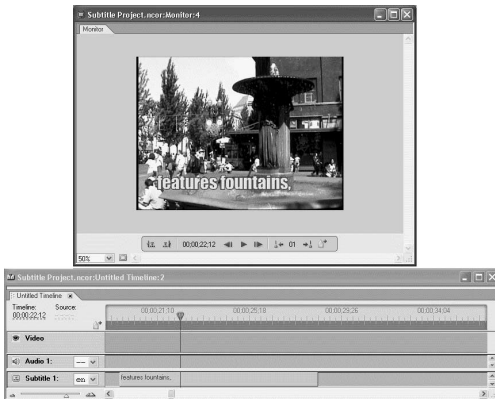 Subtitle Project.ncor:Monitor:4
Monitor
features fountains,
00;00;22;12
01
50%
Subtitle Project.ncor:Untitled Timeline:2
Untitled Timeline
Timeline: Source:
00;00;22;12
00;00;21;10 00;00;25;18 00;00;29;26 00;00;34;04
Video
Audio 1: --
Subtitle 1: en features fountains,